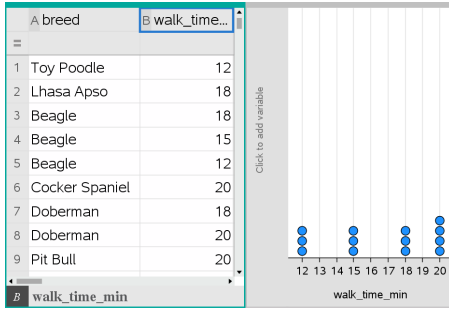 A breed B walk_time...
=
1 Toy Poodle 12
2 Lhasa Apso 18
3 Beagle 18
4 Beagle 15
5 Beagle 12
6 Cocker Spaniel 20
7 Doberman 18
8 Doberman 20
9 Pit Bull 20
B walk_time_min
Click to add variable
12 13 14 15 16 17 18 19 20
walk_time_min